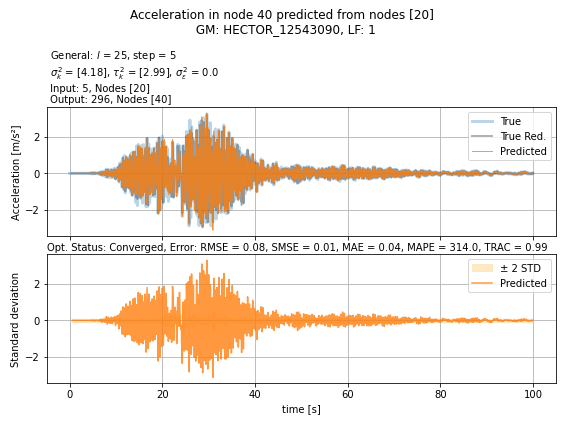 Acceleration in node 40 predicted from nodes [20]
GM: HECTOR_12543090, LF: 1
General: l = 25, step = 5
σ²ₖ = [4.18], τ²ₖ = [2.99], σ²ε = 0.0
Input: 5, Nodes [20]
Output: 296, Nodes [40]
True
True Red.
Predicted
Acceleration [m/s²]
2
0
−2
Opt. Status: Converged, Error: RMSE = 0.08, SMSE = 0.01, MAE = 0.04, MAPE = 314.0, TRAC = 0.99
± 2 STD
Predicted
Standard deviation
2
0
−2
0 20 40 60 80 100
time [s]